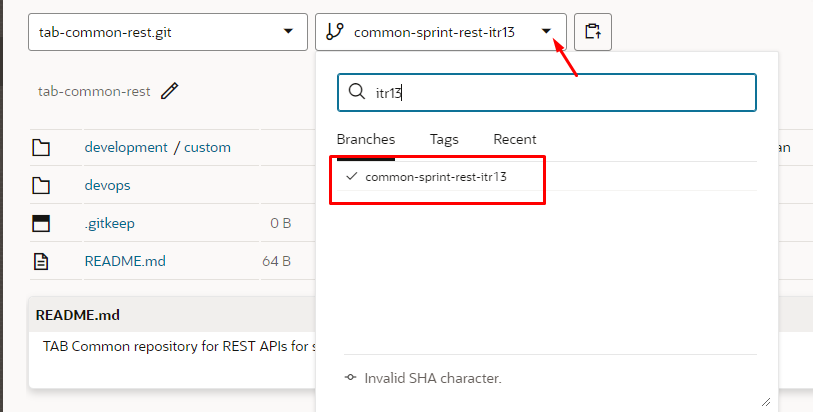 tab-common-rest.git
common-sprint-rest-itr13
tab-common-rest
itr13
Branches Tags Recent
common-sprint-rest-itr13
development / custom
an
devops
.gitkeep 0 B
README.md 64 B
README.md
TAB Common repository for REST APIs for s
Invalid SHA character.